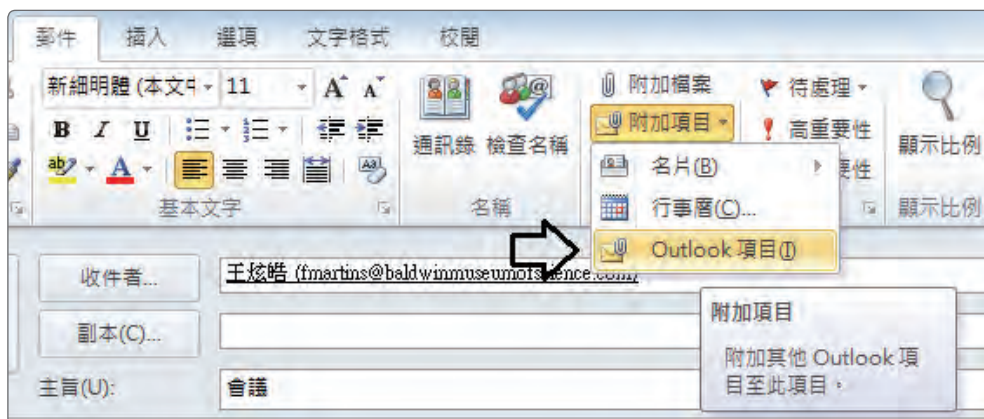 郵件 插入 選項 文字格式 校閱
新細明體 (本文 11 A A 附加檔案 待處理
B I U 通訊錄 檢查名稱 附加項目 高重要性 顯示比例
ab A Aa 名片(B) 要性
基本文字 名稱 行事曆(C)... 顯示比例
Outlook 項目(I)
收件者... 王炫皓 (fmartins@baldwinmuseumofscience.com)
副本(C)... 附加項目
附加其他 Outlook 項
主旨(U): 會議 目至此項目。